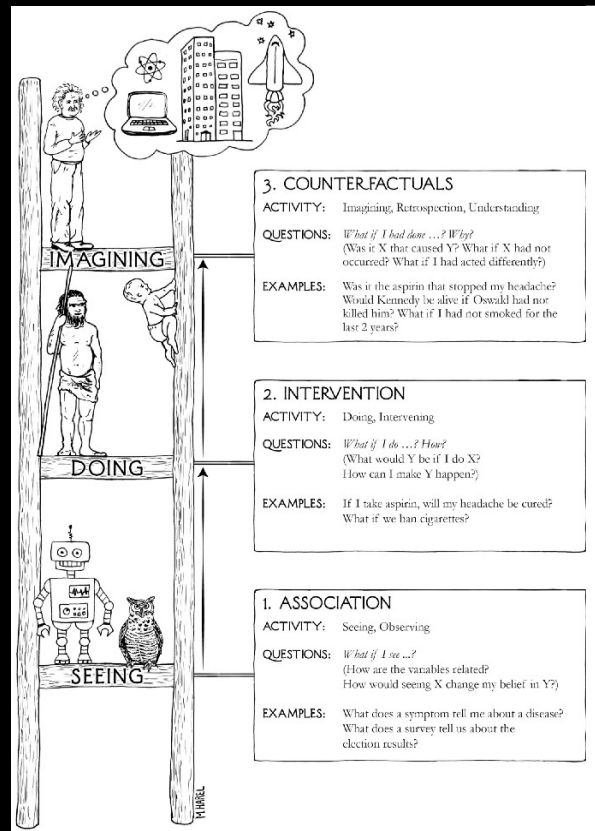 3. COUNTERFACTUALS
ACTIVITY: Imagining, Retrospection, Understanding
QUESTIONS: What if I had done …? Why?
(Was it X that caused Y? What if X had not
occurred? What if I had acted differently?)
EXAMPLES: Was it the aspirin that stopped my headache?
Would Kennedy be alive if Oswald had not
killed him? What if I had not smoked for the
last 2 years?
IMAGINING
2. INTERVENTION
ACTIVITY: Doing, Intervening
QUESTIONS: What if I do …? How?
(What would Y be if I do X?
How can I make Y happen?)
EXAMPLES: If I take aspirin, will my headache be cured?
What if we ban cigarettes?
DOING
1. ASSOCIATION
ACTIVITY: Seeing, Observing
QUESTIONS: What if I see ...?
(How are the variables related?
How would seeing X change my belief in Y?)
EXAMPLES: What does a symptom tell me about a disease?
What does a survey tell us about the
election results?
SEEING
M.HAREL